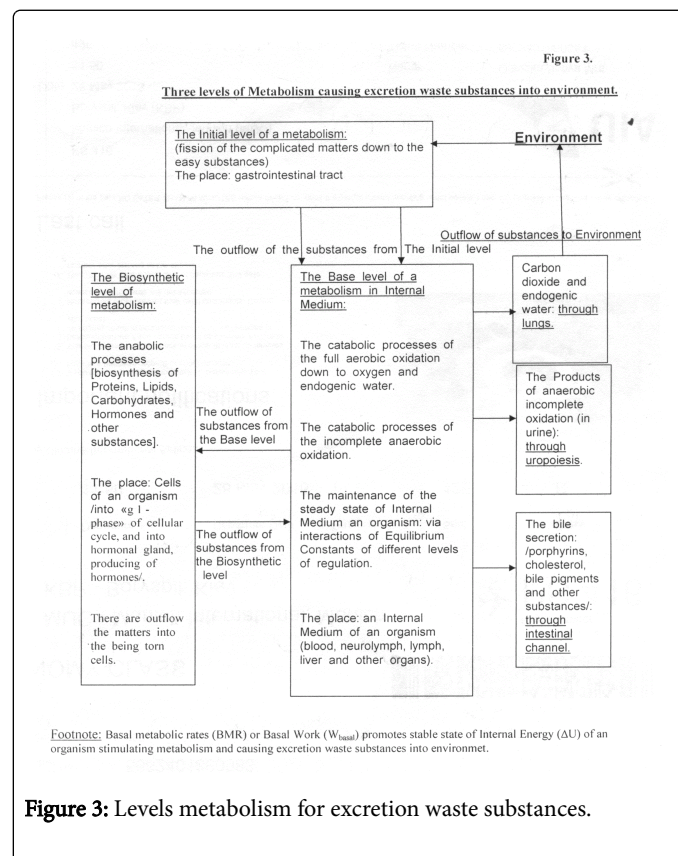 Figure 3.
Three levels of Metabolism causing excretion waste substances into environment.
The Initial level of a metabolism:
(fission of the complicated matters down to the
easy substances)
The place: gastrointestinal tract
Environment
Outflow of substances to Environment
The outflow of the substances from The Initial level
The Biosynthetic
level of
metabolism:
The anabolic
processes
[biosynthesis of
Proteins, Lipids,
Carbohydrates,
Hormones and
other
substances].
The place: Cells
of an organism
/into «g I -
phase» of cellular
cycle, and into
hormonal gland,
producing of
hormones/.
There are outflow
the matters into
the being torn
cells.
The outflow of
substances from
the Base level
The outflow of
substances from
the Biosynthetic
level
The Base level of a
metabolism in Internal
Medium:
The catabolic processes of
the full aerobic oxidation
down to oxygen and
endogenic water.
The catabolic processes of
the incomplete anaerobic
oxidation.
The maintenance of the
steady state of Internal
Medium an organism: via
interactions of Equilibrium
Constants of different levels
of regulation.
The place: an Internal
Medium of an organism
(blood, neurolymph, lymph,
liver and other organs).
Carbon
dioxide and
endogenic
water: through
lungs.
The Products
of anaerobic
incomplete
oxidation (in
urine):
through
uropoiesis.
The bile
secretion:
/porphyrins,
cholesterol,
bile pigments
and other
substances/:
through
intestinal
channel.
Footnote: Basal metabolic rates (BMR) or Basal Work (Wbasal) promotes stable state of Internal Energy (ΔU) of an
organism stimulating metabolism and causing excretion waste substances into environmet.
Figure 3: Levels metabolism for excretion waste substances.